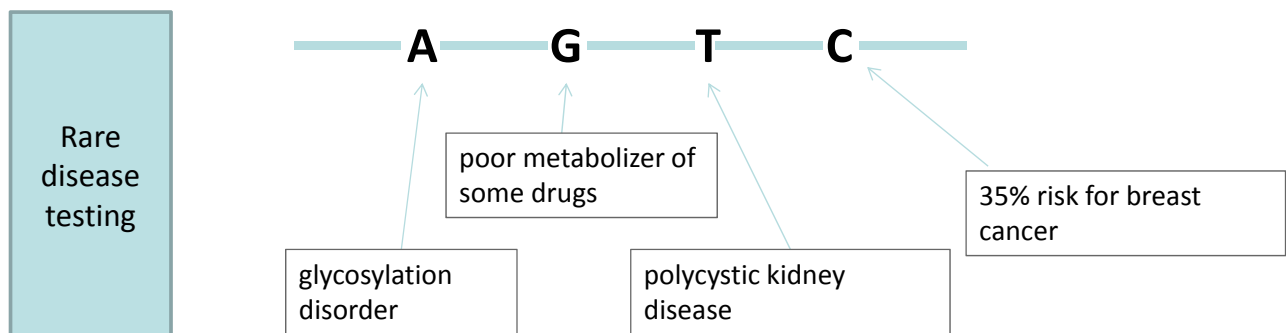 A G T C
Rare
disease
testing
poor metabolizer of
some drugs
35% risk for breast
cancer
glycosylation
disorder
polycystic kidney
disease